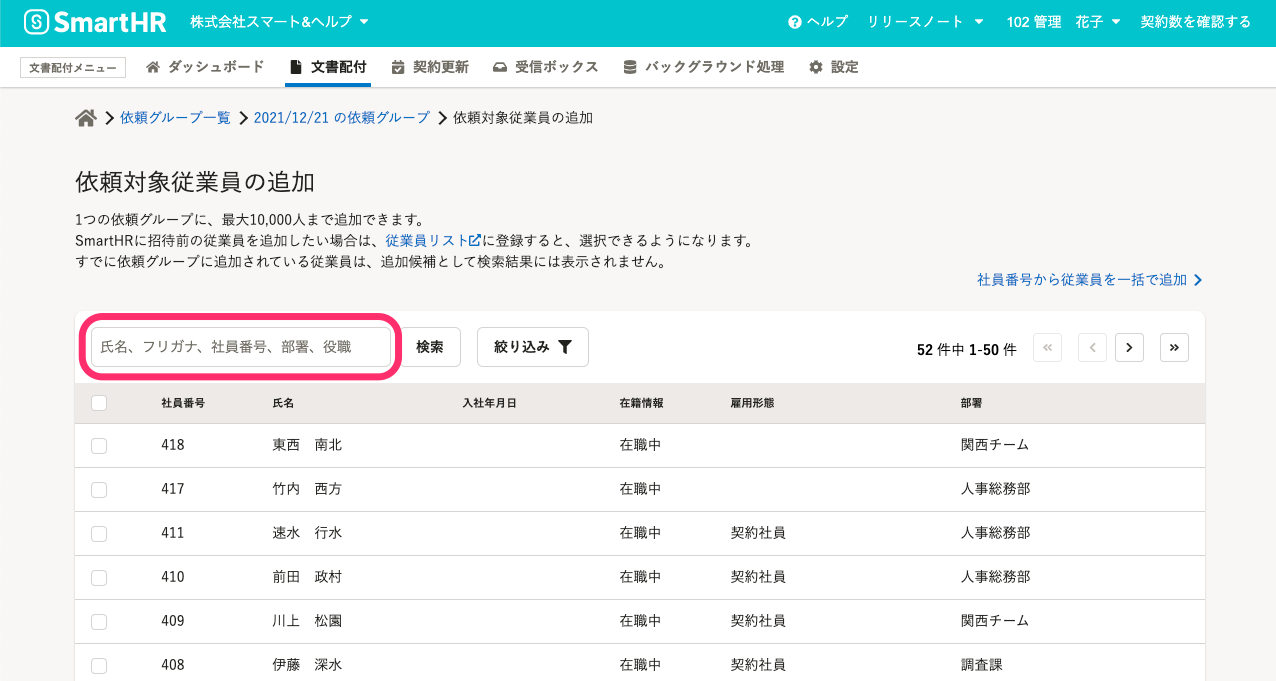 SmartHR 株式会社スマート&ヘルプ ヘルプ リリースノート 102 管理 花子 契約数を確認する
文書配付メニュー ダッシュボード 文書配付 契約更新 受信ボックス バックグラウンド処理 設定
依頼グループ一覧 2021/12/21 の依頼グループ 依頼対象従業員の追加
依頼対象従業員の追加
1つの依頼グループに、最大10,000人まで追加できます。
SmartHRに招待前の従業員を追加したい場合は、従業員リストに登録すると、選択できるようになります。
すでに依頼グループに追加されている従業員は、追加候補として検索結果には表示されません。
社員番号から従業員を一括で追加
氏名、フリガナ、社員番号、部署、役職 検索 絞り込み 52 件中 1-50 件
社員番号 氏名 入社年月日 在籍情報 雇用形態 部署
418 東西 南北 在職中 関西チーム
417 竹内 西方 在職中 人事総務部
411 速水 行水 在職中 契約社員 人事総務部
410 前田 政村 在職中 契約社員 人事総務部
409 川上 松園 在職中 契約社員 関西チーム
408 伊藤 深水 在職中 契約社員 調査課